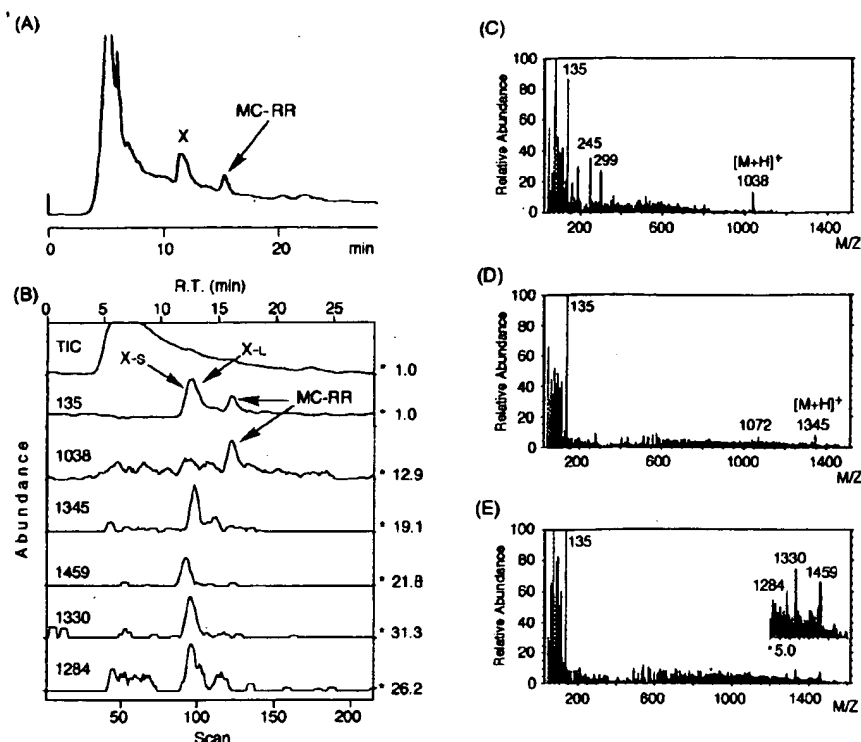 (A)
X
MC-RR
0
10
20
min
(B)
R.T. (min)
0 5 10 15 20 25
TIC
* 1.0
X-S
X-L
135
* 1.0
MC-RR
1038
* 12.9
1345
* 19.1
1459
* 21.8
1330
* 31.3
1284
* 26.2
Abundance
50 100 150 200
Scan
(C)
Relative Abundance
100
80
60
40
20
0
135
245
299
[M+H]+
1038
200 600 1000 1400
M/Z
(D)
Relative Abundance
100
80
60
40
20
0
135
1072
[M+H]+
1345
200 600 1000 1400
M/Z
(E)
Relative Abundance
100
80
60
40
20
0
135
1284
1330
1459
*5.0
200 600 1000 1400
M/Z